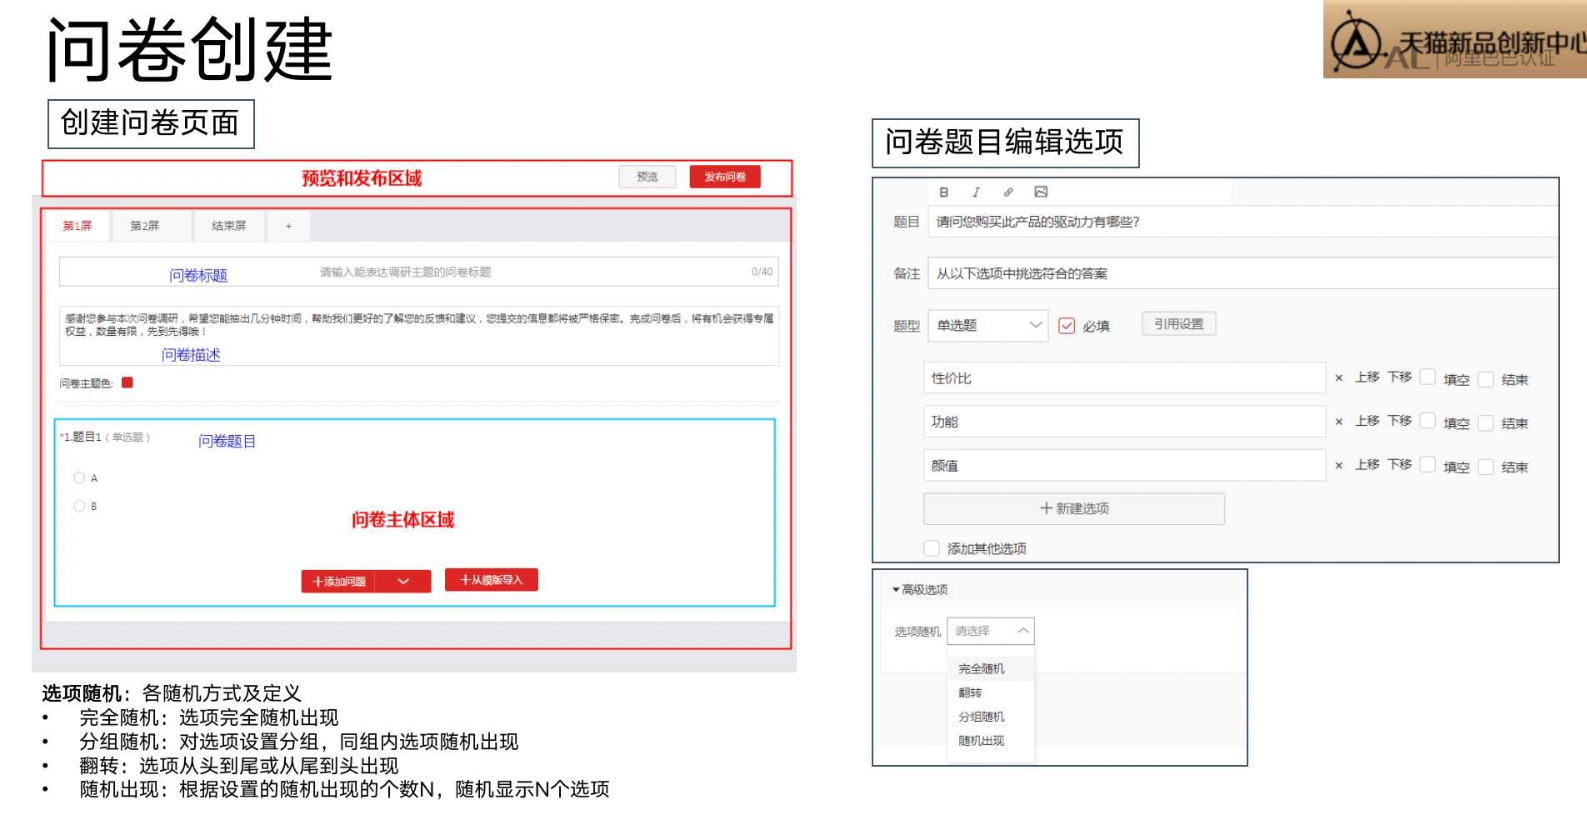 问卷创建
天猫新品创新中心
阿里巴巴认证
创建问卷页面
预览和发布区域
预览
发布问卷
第1屏
第2屏
结束屏
+
问卷标题
请输入能表达调研主题的问卷标题
0/40
感谢您参与本次问卷调研，希望您能抽出几分钟时间，帮助我们更好的了解您的反馈和建议，您提交的信息都将被严格保密。完成问卷后，将有机会获得专属
权益，数量有限，先到先得哦！
问卷描述
问卷主题色:
*1.题目1（单选题）
问卷题目
A
B
问卷主体区域
+添加问题
+从模版导入
选项随机：各随机方式及定义
• 完全随机：选项完全随机出现
• 分组随机：对选项设置分组，同组内选项随机出现
• 翻转：选项从头到尾或从尾到头出现
• 随机出现：根据设置的随机出现的个数N，随机显示N个选项
问卷题目编辑选项
B I
题目 请问您购买此产品的驱动力有哪些?
备注 从以下选项中挑选符合的答案
题型 单选题 必填 引用设置
性价比 × 上移 下移 填空 结束
功能 × 上移 下移 填空 结束
颜值 × 上移 下移 填空 结束
+新建选项
添加其他选项
▾高级选项
选项随机 请选择
完全随机
翻转
分组随机
随机出现